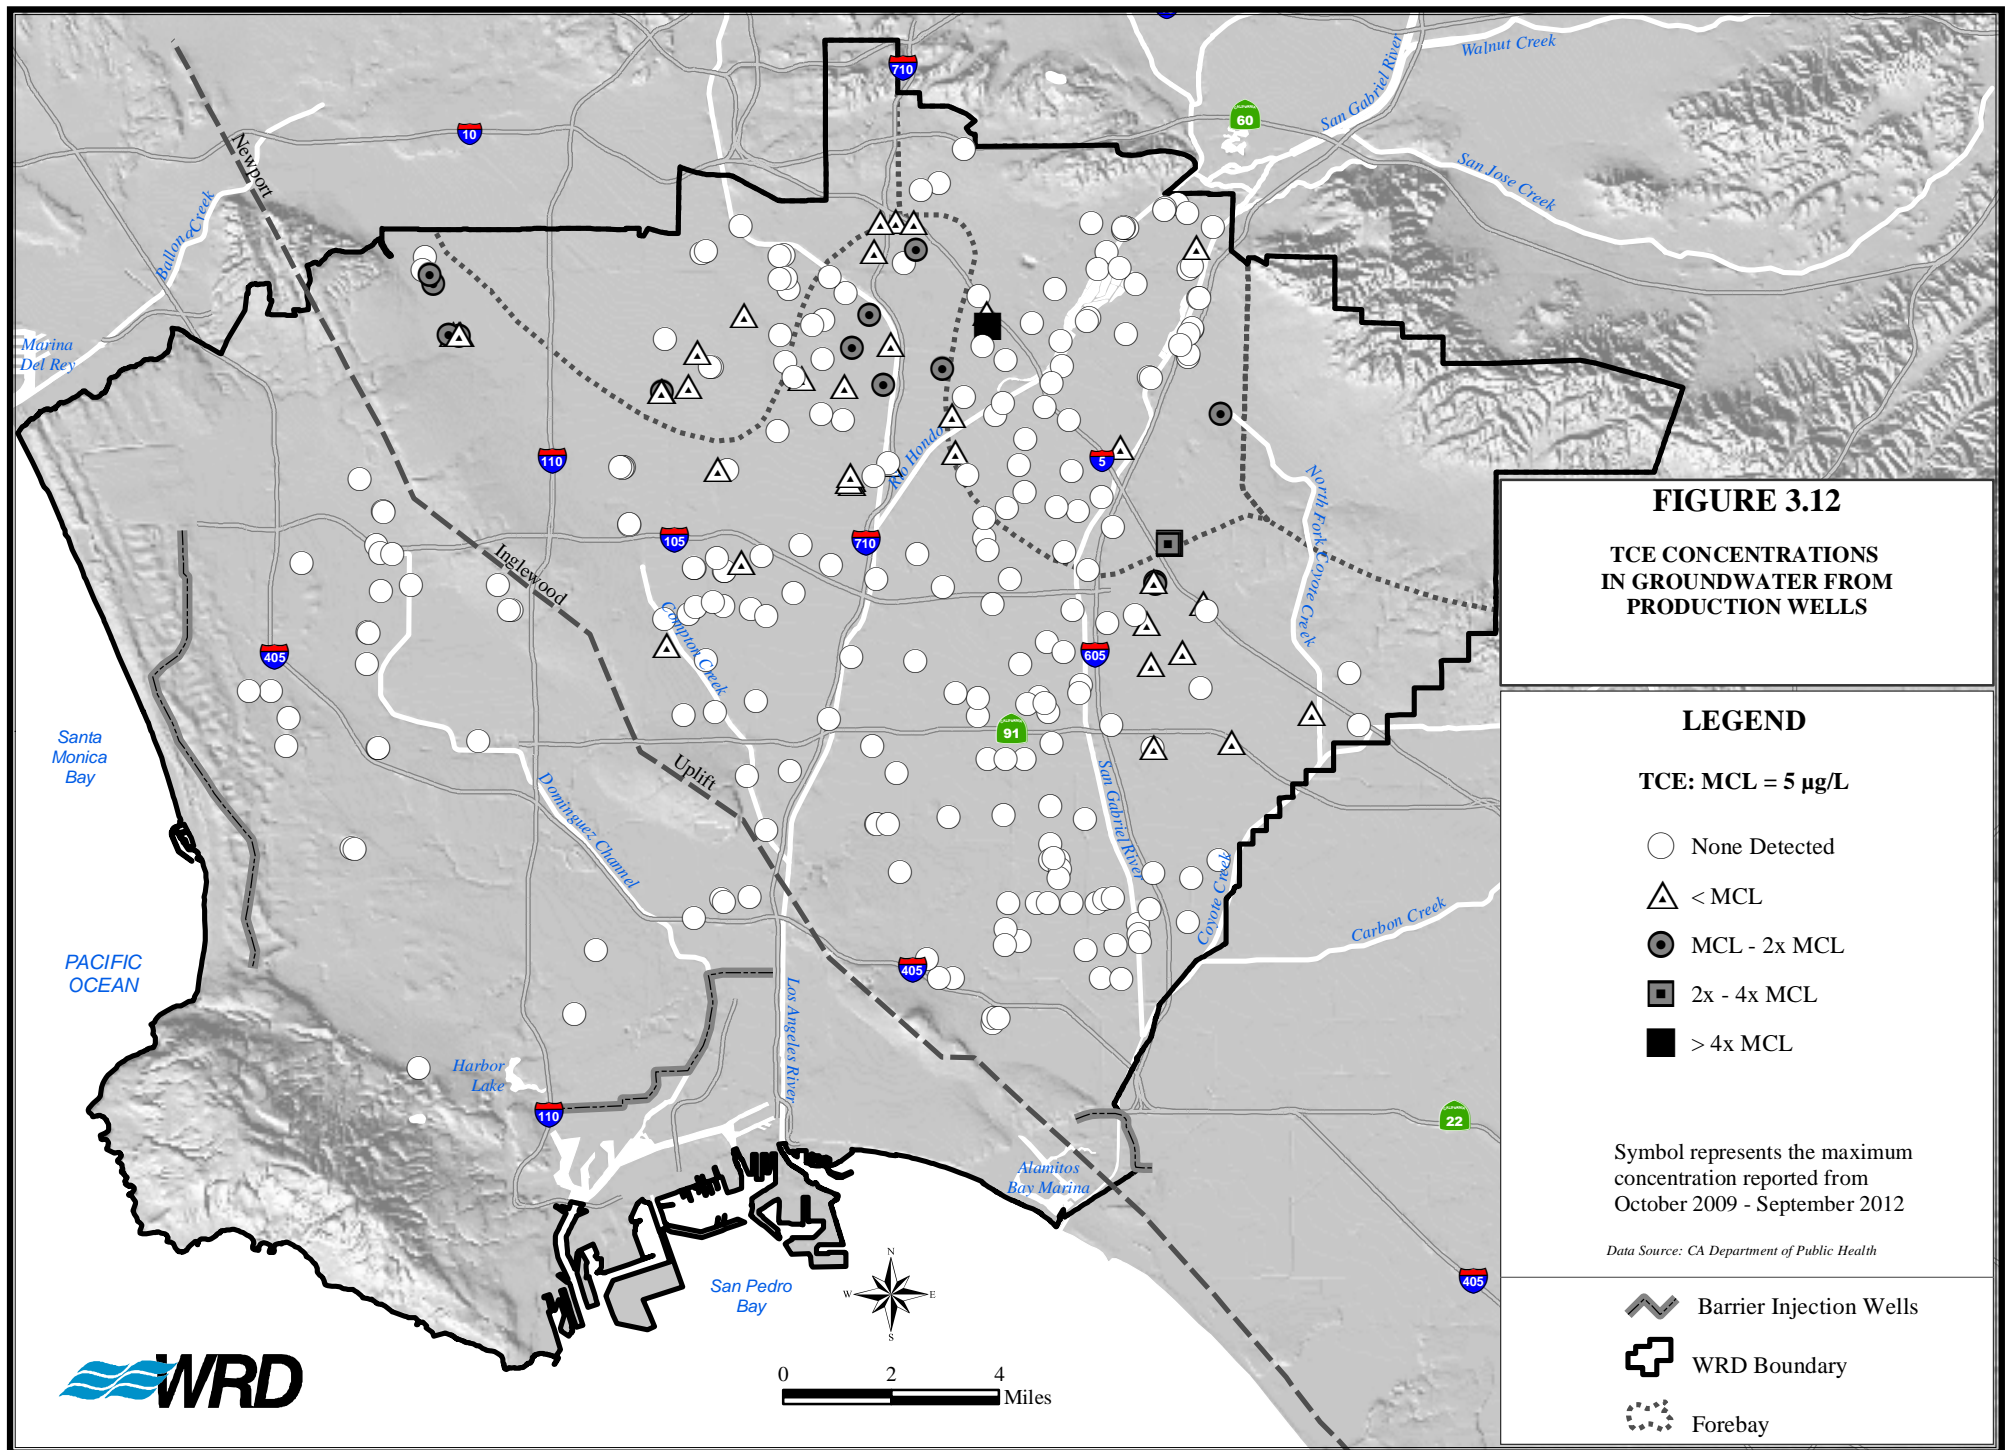 FIGURE 3.12
TCE CONCENTRATIONS
IN GROUNDWATER FROM
PRODUCTION WELLS
LEGEND
TCE: MCL = 5 µg/L
None Detected
< MCL
MCL - 2x MCL
2x - 4x MCL
> 4x MCL
Symbol represents the maximum
concentration reported from
October 2009 - September 2012
Data Source: CA Department of Public Health
Barrier Injection Wells
WRD Boundary
Forebay
710
Walnut Creek
San Gabriel River
60
10
Newport
San Jose Creek
Ballona Creek
Marina
Del Rey
110
Rio Hondo
5
North Fork Coyote Creek
105
710
Inglewood
Compton Creek
405
605
Santa
Monica
Bay
91
Uplift
San Gabriel River
Dominguez Channel
Coyote Creek
Carbon Creek
PACIFIC
OCEAN
405
Los Angeles River
Harbor
Lake
110
22
Alamitos
Bay Marina
405
San Pedro
Bay
N
W
E
S
0
2
4
Miles
WRD